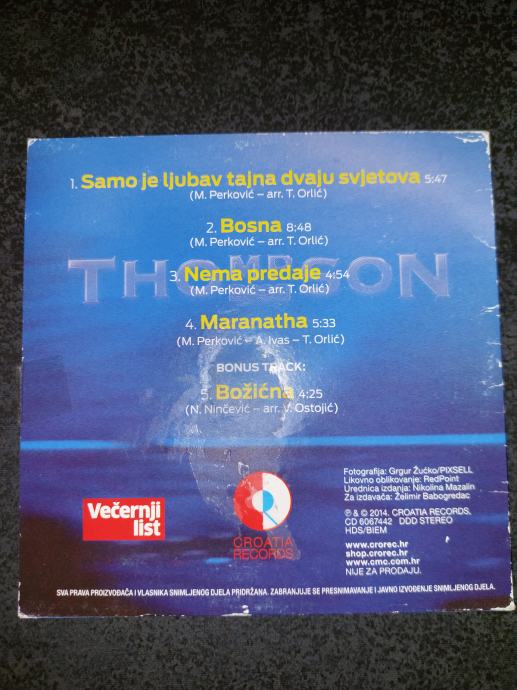 1. Samo je ljubav tajna dvaju svjetova 5:47
(M. Perković – arr. T. Orlić)
2. Bosna 8:48
(M. Perković – arr. T. Orlić)
THOMPSON
3. Nema predaje 4:54
(M. Perković – arr. T. Orlić)
4. Maranatha 5:33
(M. Perković – A. Ivas – T. Orlić)
BONUS TRACK:
5. Božićna 4:25
(N. Ninčević – arr. V. Ostojić)
Večernji
list
CROATIA
RECORDS
Fotografija: Grgur Žućko/PIXSELL
Likovno oblikovanje: RedPoint
Urednica izdanja: Nikolina Mazalin
Za izdavača: Želimir Babogredac
℗ & © 2014. CROATIA RECORDS,
CD 6067442 DDD STEREO
HDS/BIEM
www.crorec.hr
shop.crorec.hr
www.cmc.com.hr
NIJE ZA PRODAJU.
SVA PRAVA PROIZVOĐAČA I VLASNIKA SNIMLJENOG DJELA PRIDRŽANA. ZABRANJUJE SE PRESNIMAVANJE I JAVNO IZVOĐENJE SNIMLJENOG DJELA.